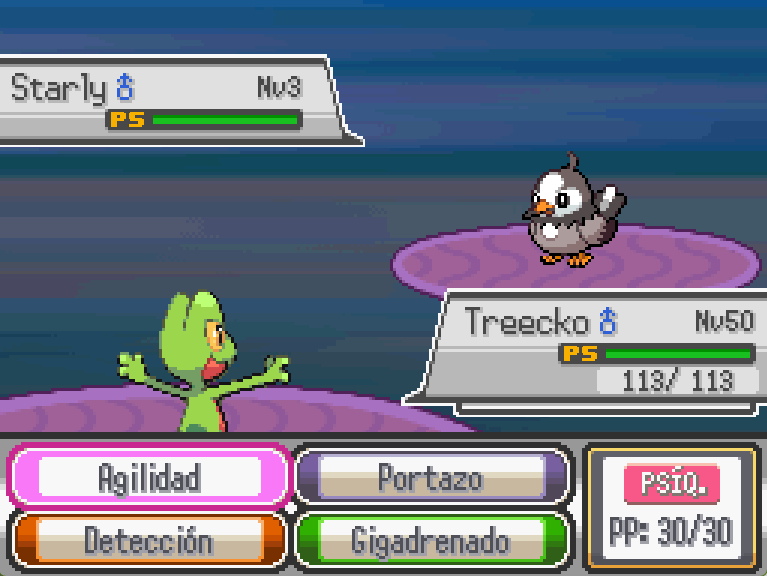 Starly♂ Nv3
PS
Treecko♂ Nv50
PS
113/ 113
Agilidad
Portazo
PSÍQ.
Detección
Gigadrenado
PP: 30/30